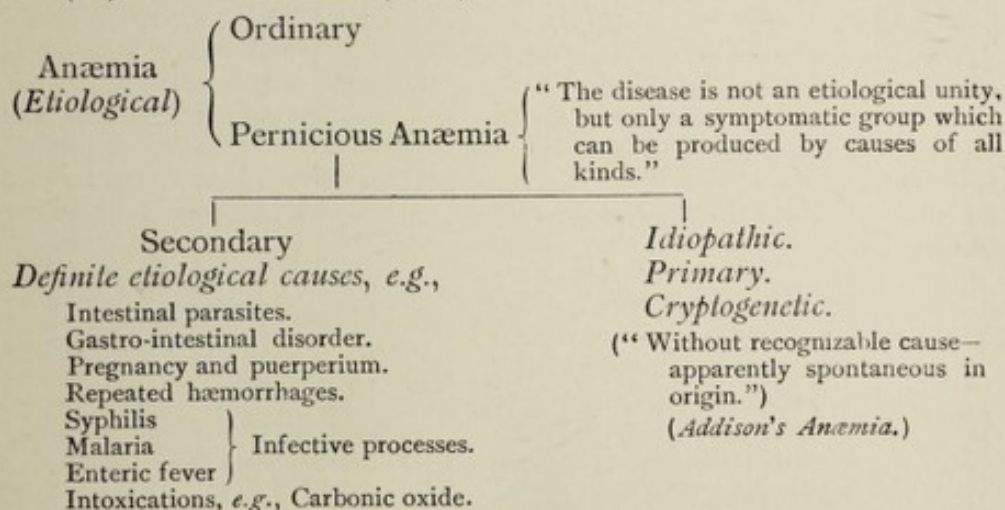 Ordinary
Anæmia
(Etiological)
Pernicious Anæmia
“ The disease is not an etiological unity,
but only a symptomatic group which
can be produced by causes of all
kinds.”
Secondary
Definite etiological causes, e.g.,
Intestinal parasites.
Gastro-intestinal disorder.
Pregnancy and puerperium.
Repeated hæmorrhages.
Syphilis
Malaria
Enteric fever
Infective processes.
Intoxications, e.g., Carbonic oxide.
Idiopathic.
Primary.
Cryptogenetic.
(“ Without recognizable cause—
apparently spontaneous in
origin.”)
(Addison's Anæmia.)